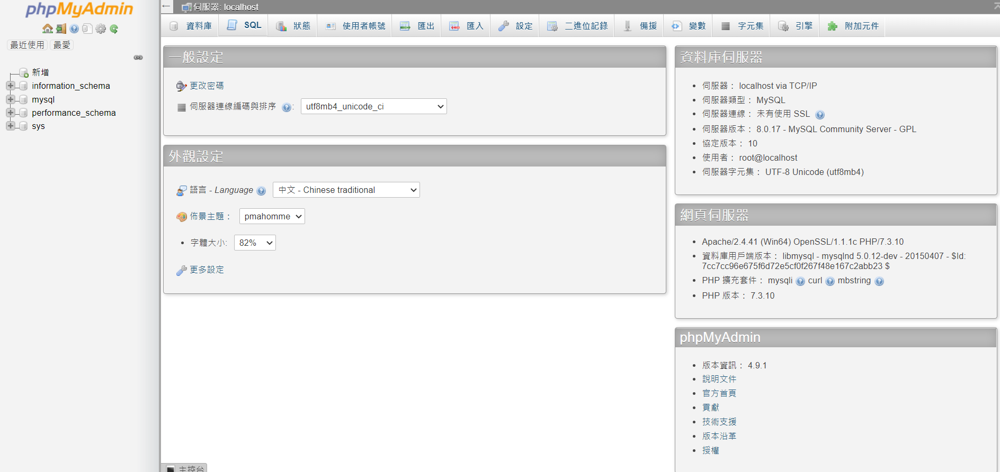 phpMyAdmin
最近使用 最愛
新增
information_schema
mysql
performance_schema
sys
伺服器: localhost
資料庫 SQL 狀態 使用者帳號 匯出 匯入 設定 二進位記錄 備援 變數 字元集 引擎 附加元件
一般設定
更改密碼
伺服器連線編碼與排序 : utf8mb4_unicode_ci
外觀設定
語言 - Language 中文 - Chinese traditional
佈景主題： pmahomme
字體大小: 82%
更多設定
資料庫伺服器
伺服器： localhost via TCP/IP
伺服器類型： MySQL
伺服器連線： 未有使用 SSL
伺服器版本： 8.0.17 - MySQL Community Server - GPL
協定版本： 10
使用者： root@localhost
伺服器字元集： UTF-8 Unicode (utf8mb4)
網頁伺服器
Apache/2.4.41 (Win64) OpenSSL/1.1.1c PHP/7.3.10
資料庫用戶端版本： libmysql - mysqlnd 5.0.12-dev - 20150407 - $Id:
7cc7cc96e675f6d72e5cf0f267f48e167c2abb23 $
PHP 擴充套件： mysqli curl mbstring
PHP 版本： 7.3.10
phpMyAdmin
版本資訊： 4.9.1
說明文件
官方首頁
貢獻
技術支援
版本沿革
授權
主控台